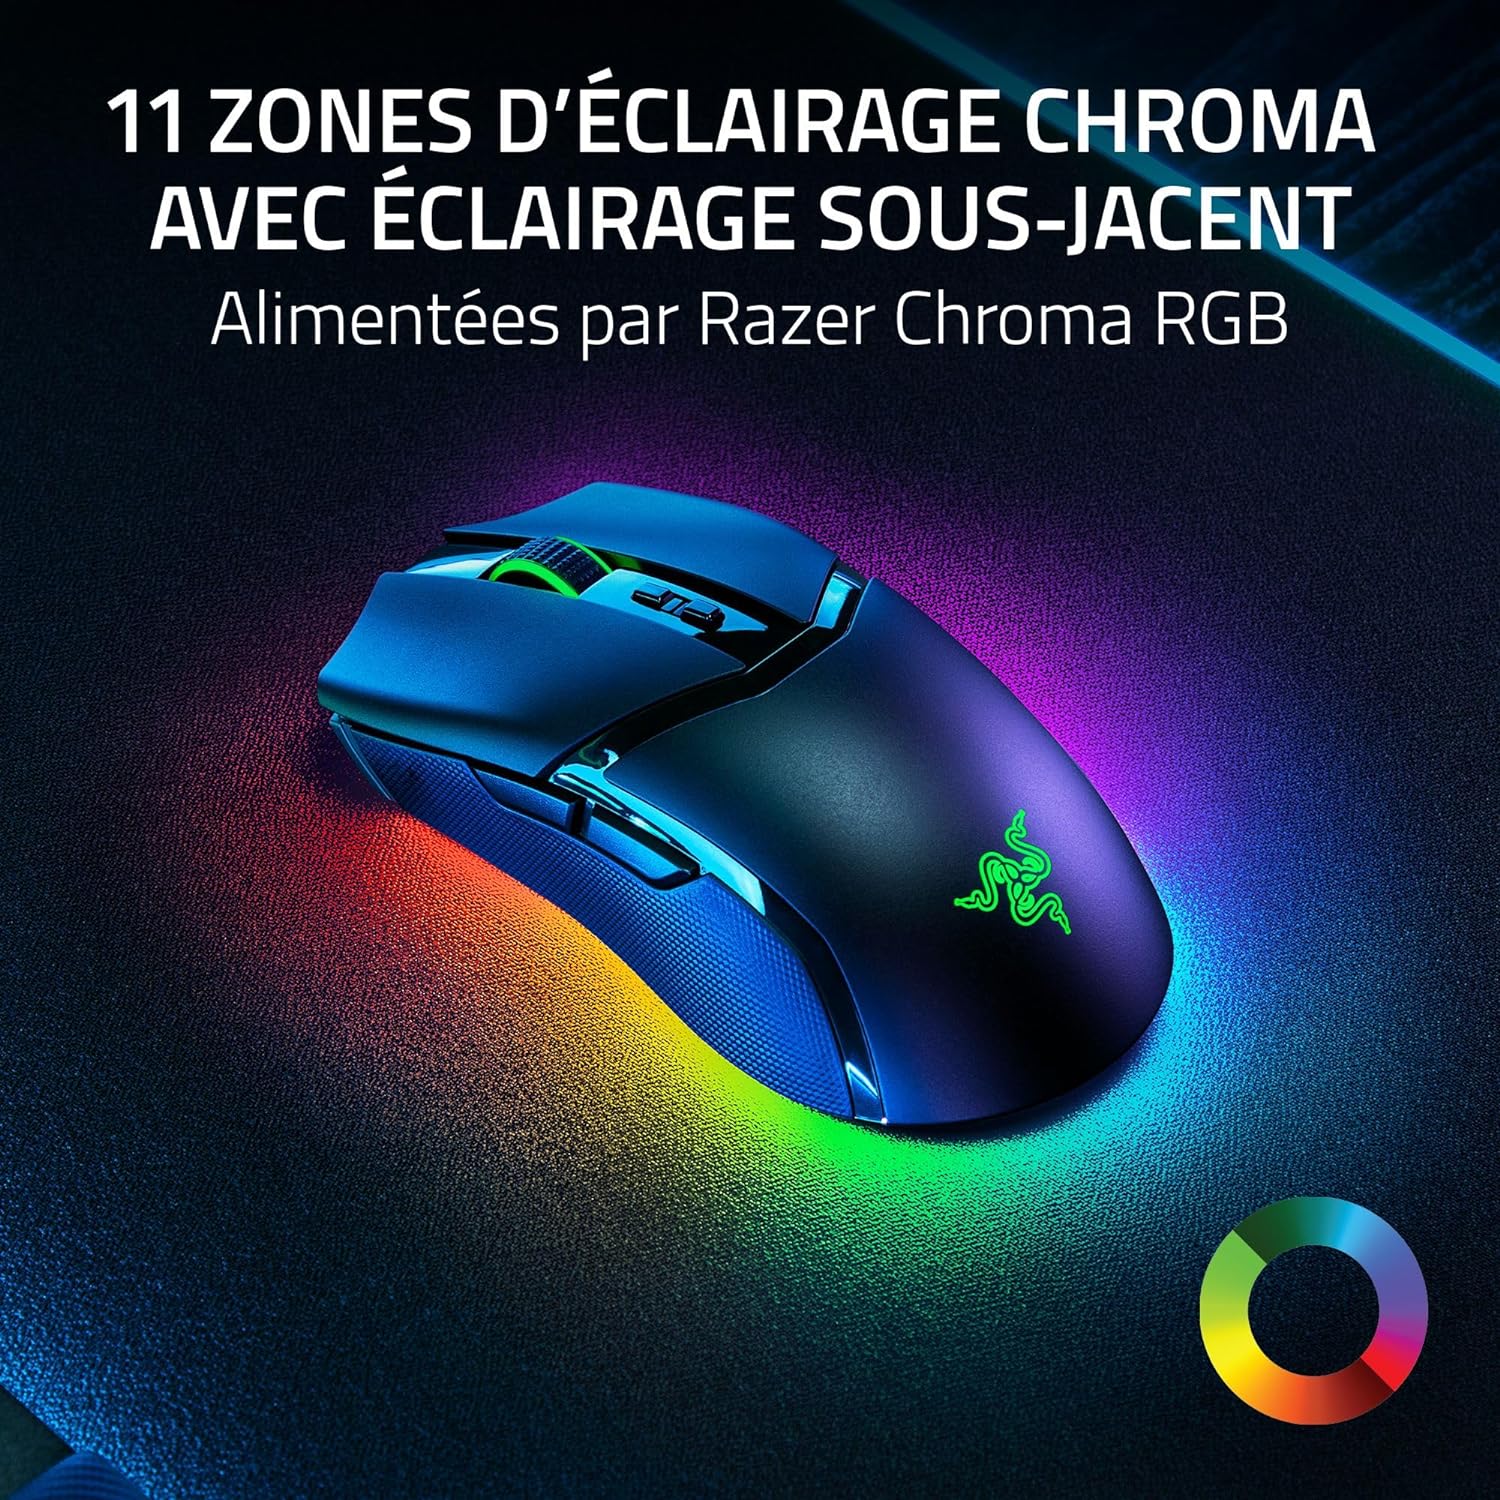 11 ZONES D’ÉCLAIRAGE CHROMA
AVEC ÉCLAIRAGE SOUS-JACENT
Alimentées par Razer Chroma RGB